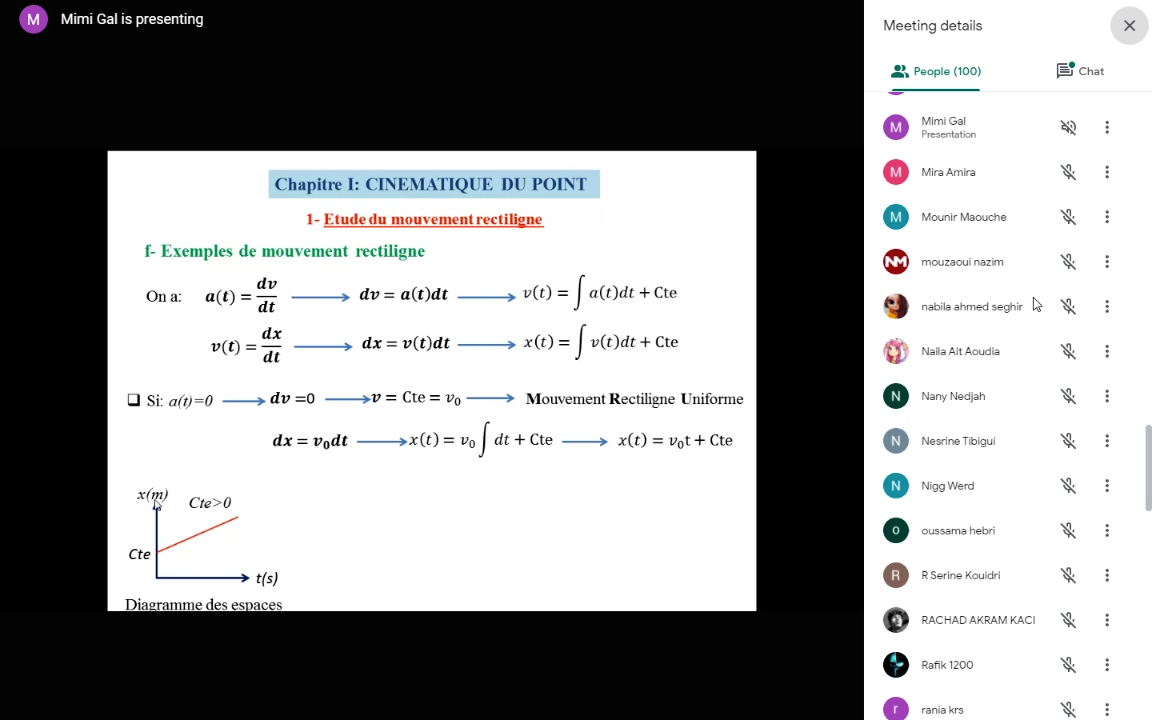 M Mimi Gal is presenting
Chapitre I: CINEMATIQUE DU POINT
1- Etude du mouvement rectiligne
f- Exemples de mouvement rectiligne
On a: a(t) = dv/dt → dv = a(t)dt → v(t) = ∫ a(t)dt + Cte
v(t) = dx/dt → dx = v(t)dt → x(t) = ∫ v(t)dt + Cte
❑ Si: a(t)=0 → dv =0 → v = Cte = v₀ → Mouvement Rectiligne Uniforme
dx = v₀dt → x(t) = v₀ ∫ dt + Cte → x(t) = v₀t + Cte
x(m)
Cte>0
Cte
t(s)
Diagramme des espaces
Meeting details
People (100)
Chat
M Mimi Gal
Presentation
M Mira Amira
M Mounir Maouche
NM mouzaoui nazim
nabila ahmed seghir
Naila Ait Aoudia
N Nany Nedjah
N Nesrine Tibigui
N Nigg Werd
o oussama hebri
R R Serine Kouidri
RACHAD AKRAM KACI
Rafik 1200
r rania krs